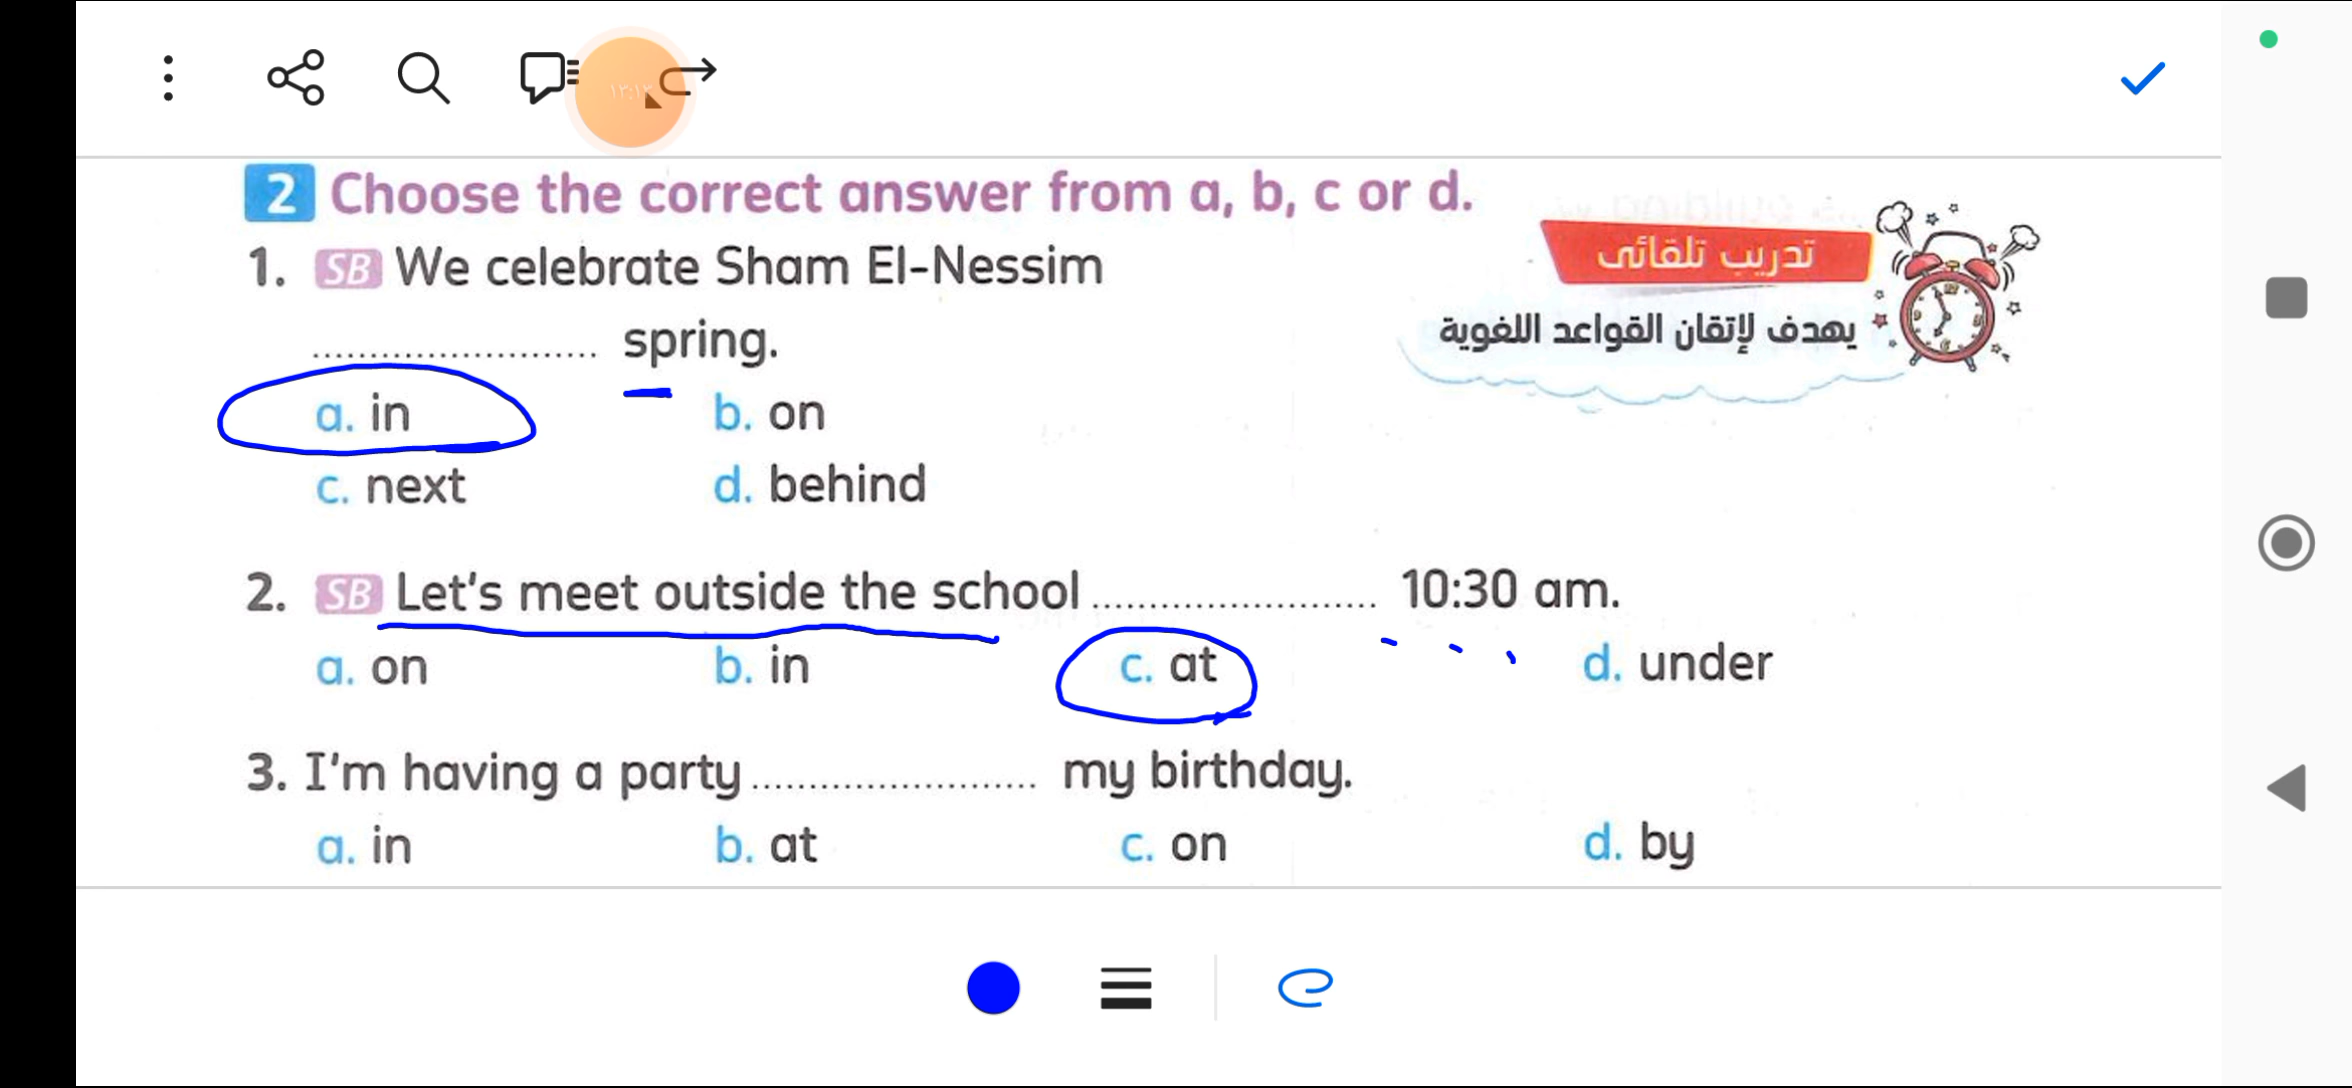 2 Choose the correct answer from a, b, c or d.
تدريب تلقائى
يهدف لإتقان القواعد اللغوية
1. SB We celebrate Sham El-Nessim
........................ spring.
a. in b. on
c. next d. behind
2. SB Let's meet outside the school ........................ 10:30 am.
a. on b. in c. at d. under
3. I'm having a party ........................ my birthday.
a. in b. at c. on d. by